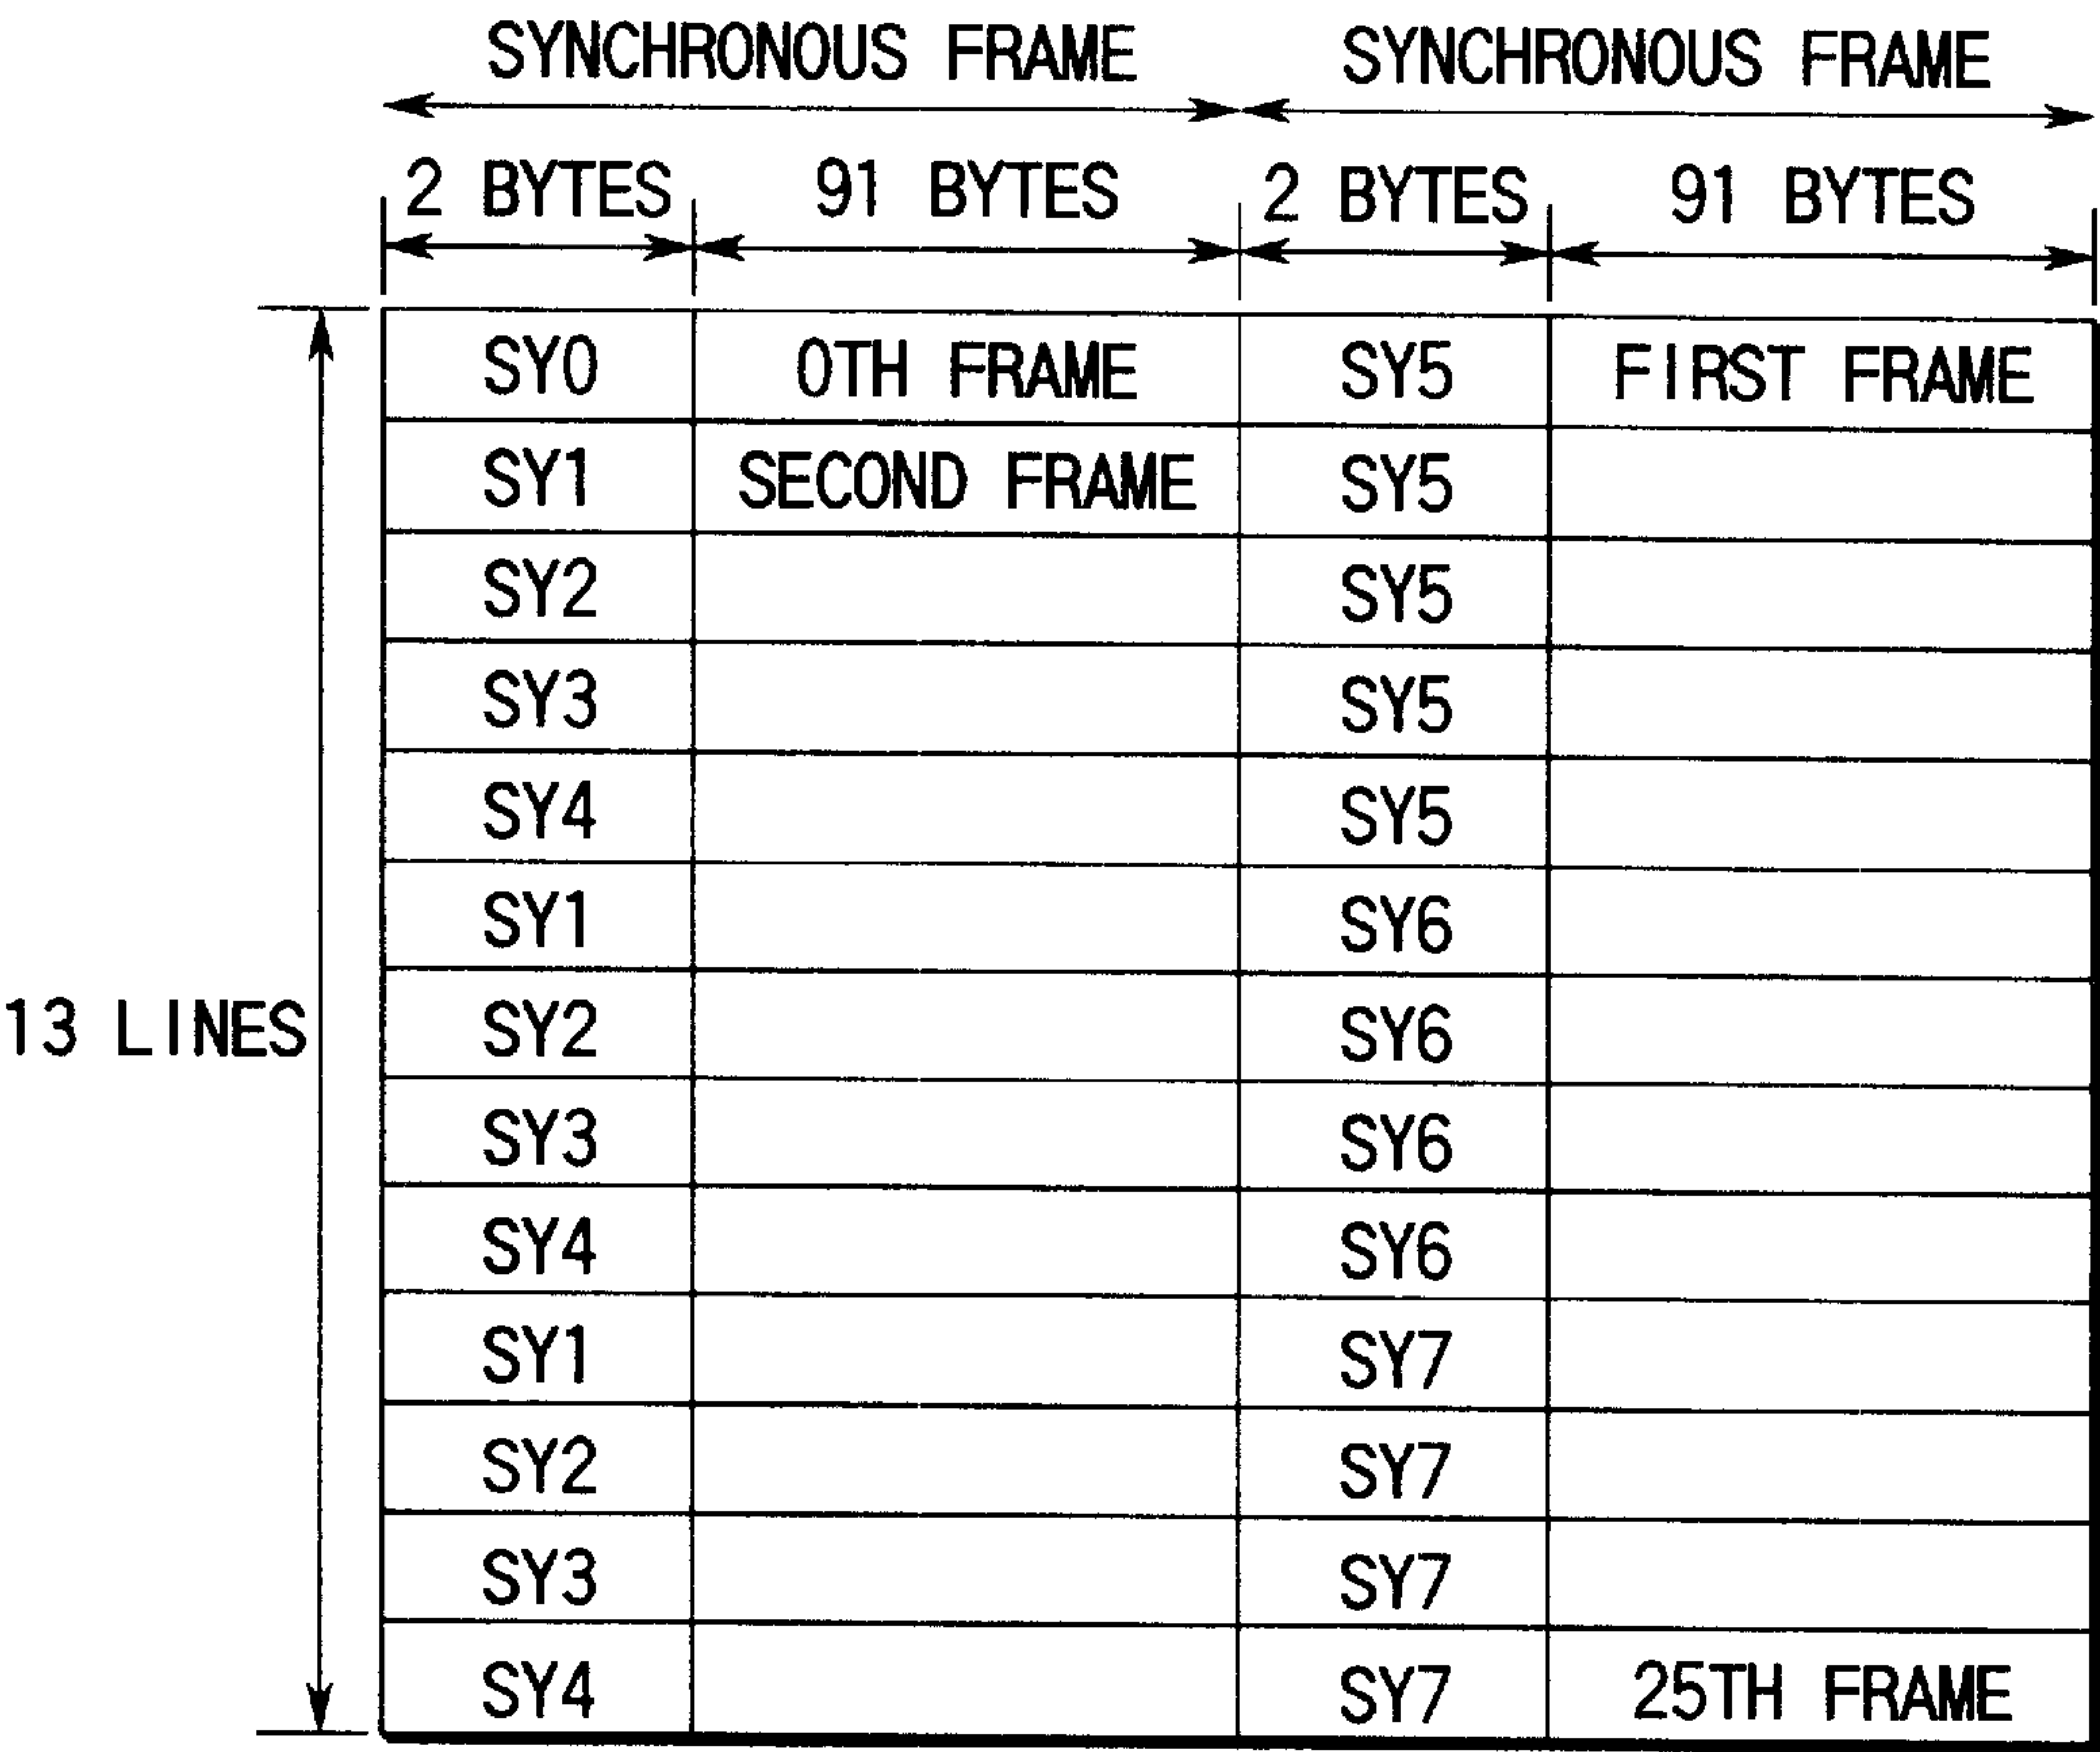 SYNCHRONOUS FRAME SYNCHRONOUS FRAME
2 BYTES 91 BYTES 2 BYTES 91 BYTES
SY0 0TH FRAME SY5 FIRST FRAME
SY1 SECOND FRAME SY5
SY2 SY5
SY3 SY5
SY4 SY5
SY1 SY6
13 LINES SY2 SY6
SY3 SY6
SY4 SY6
SY1 SY7
SY2 SY7
SY3 SY7
SY4 SY7 25TH FRAME